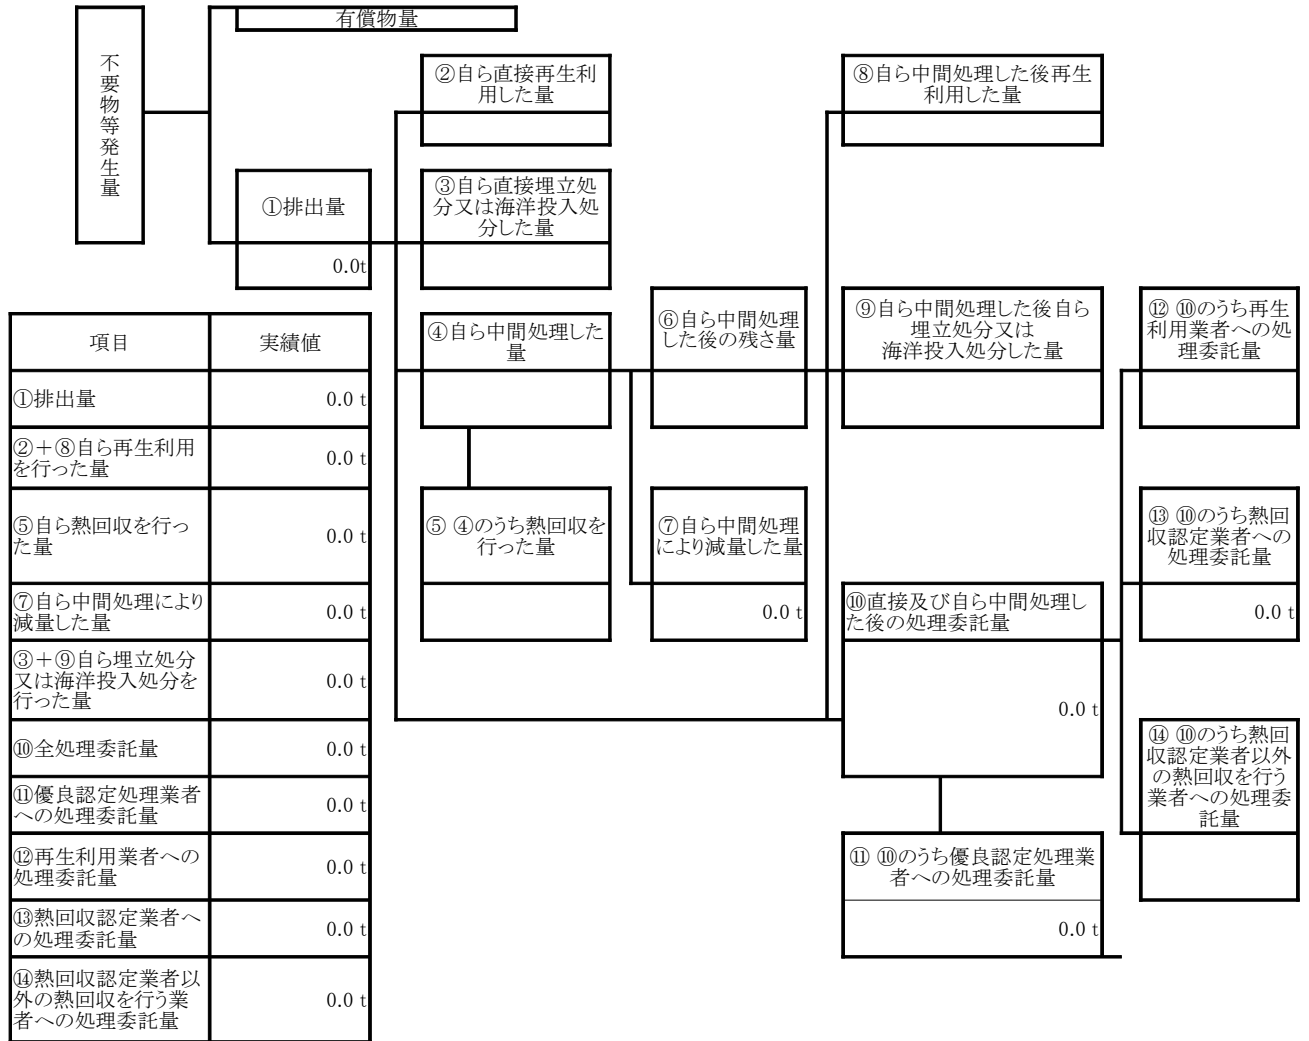 有償物量
不要物等発生量
②自ら直接再生利
用した量
⑧自ら中間処理した後再生
利用した量
①排出量
0.0t
③自ら直接埋立処
分又は海洋投入処
分した量
④自ら中間処理した
量
⑥自ら中間処理
した後の残さ量
⑨自ら中間処理した後自ら
埋立処分又は
海洋投入処分した量
⑫ ⑩のうち再生
利用業者への処
理委託量
⑤ ④のうち熱回収を
行った量
⑦自ら中間処理
により減量した量
0.0 t
⑩直接及び自ら中間処理し
た後の処理委託量
0.0 t
⑬ ⑩のうち熱回
収認定業者への
処理委託量
0.0 t
⑭ ⑩のうち熱回
収認定業者以外
の熱回収を行う
業者への処理委
託量
⑪ ⑩のうち優良認定処理業
者への処理委託量
0.0 t
項目 実績値
①排出量 0.0 t
②＋⑧自ら再生利用
を行った量 0.0 t
⑤自ら熱回収を行っ
た量 0.0 t
⑦自ら中間処理により
減量した量 0.0 t
③＋⑨自ら埋立処分
又は海洋投入処分を
行った量 0.0 t
⑩全処理委託量 0.0 t
⑪優良認定処理業者
への処理委託量 0.0 t
⑫再生利用業者への
処理委託量 0.0 t
⑬熱回収認定業者へ
の処理委託量 0.0 t
⑭熱回収認定業者以
外の熱回収を行う業
者への処理委託量 0.0 t